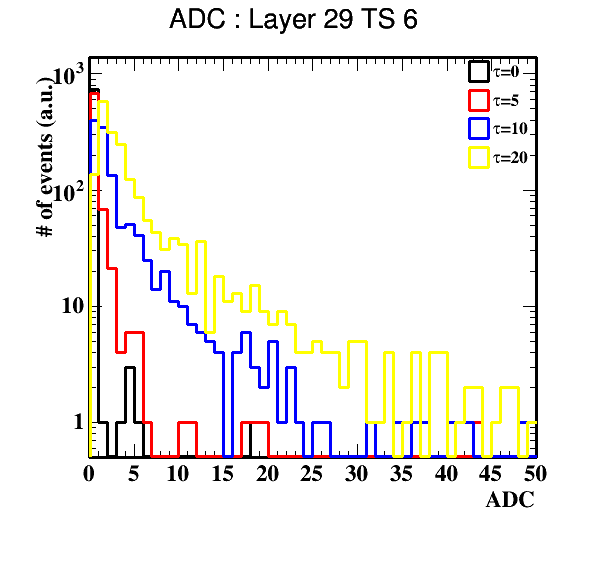 ADC : Layer 29 TS 6
# of events (a.u.)
10³
10²
10
1
τ=0
τ=5
τ=10
τ=20
0 5 10 15 20 25 30 35 40 45 50
ADC